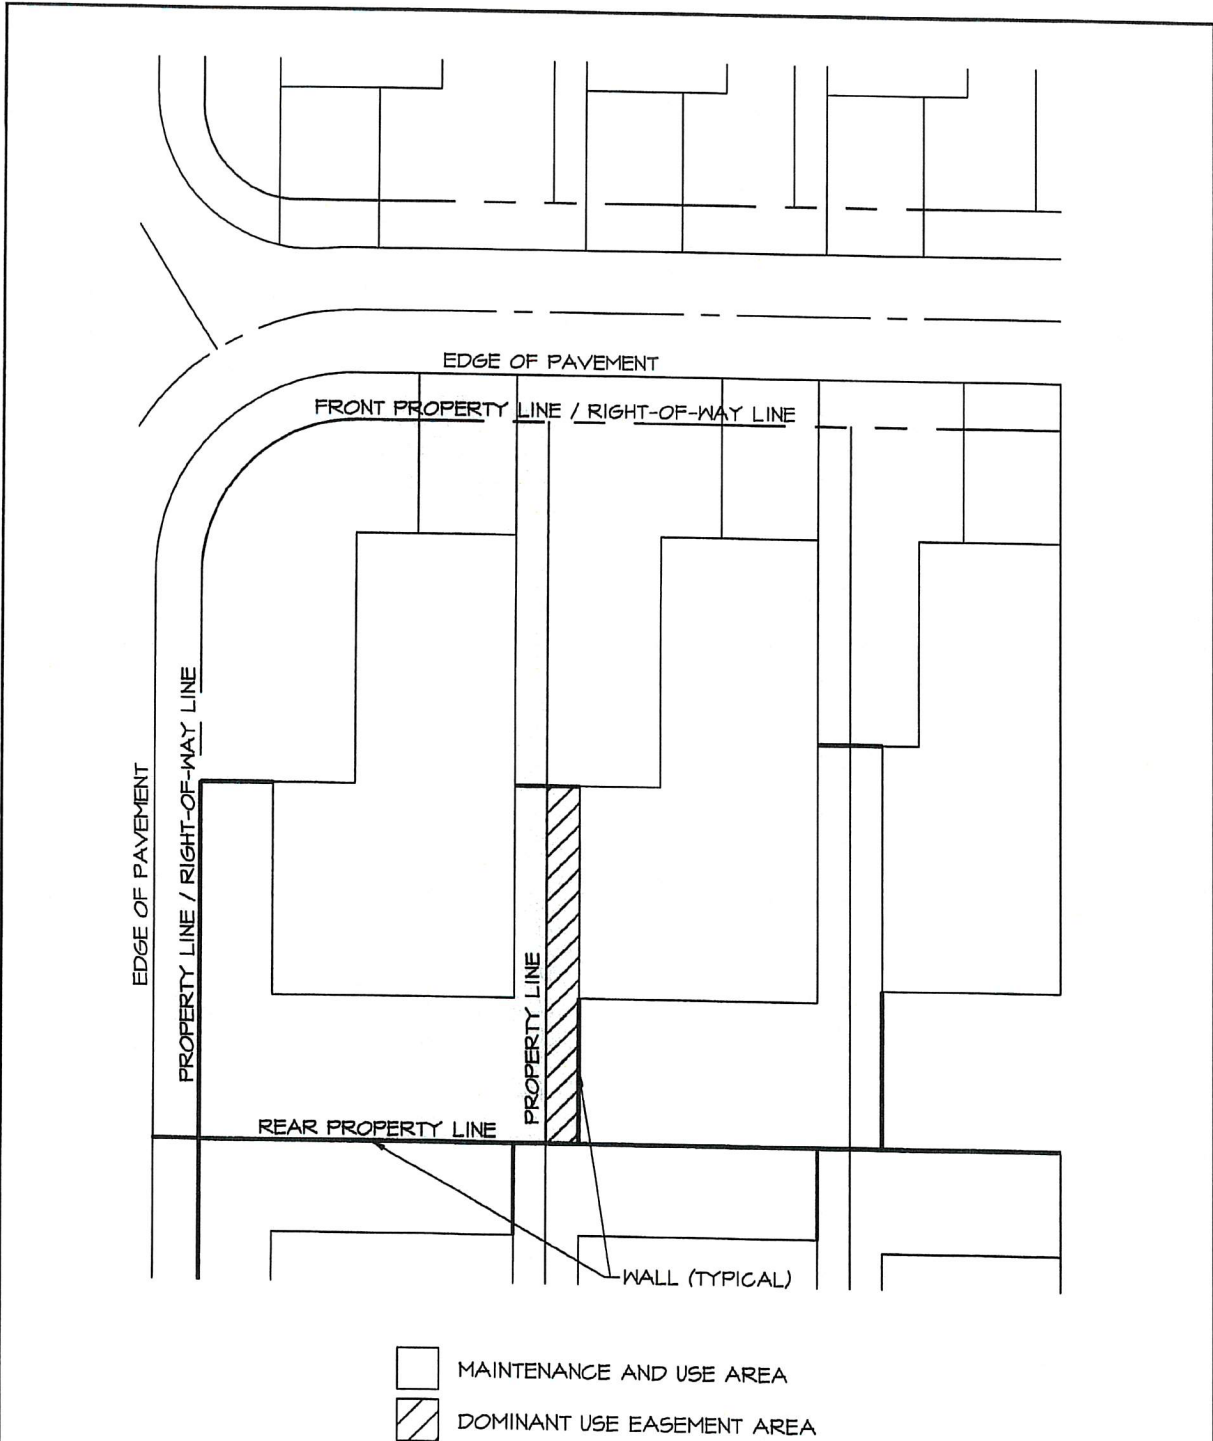 EDGE OF PAVEMENT
FRONT PROPERTY LINE / RIGHT-OF-WAY LINE
EDGE OF PAVEMENT
PROPERTY LINE / RIGHT-OF-WAY LINE
PROPERTY LINE
REAR PROPERTY LINE
WALL (TYPICAL)
MAINTENANCE AND USE AREA
DOMINANT USE EASEMENT AREA